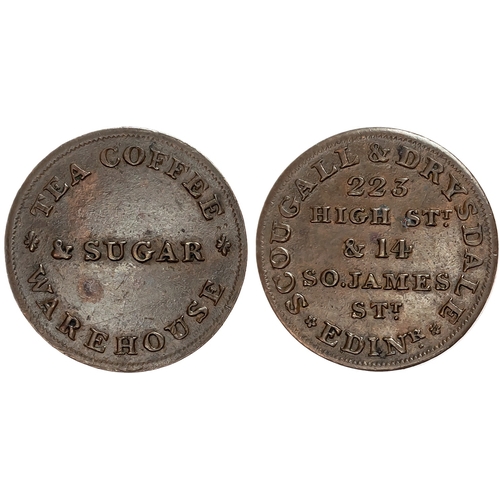 TEA COFFEE
& SUGAR
WAREHOUSE
SCOUGALL & DRYSDALE
223
HIGH STT
& 14
SO. JAMES
STT
EDINR